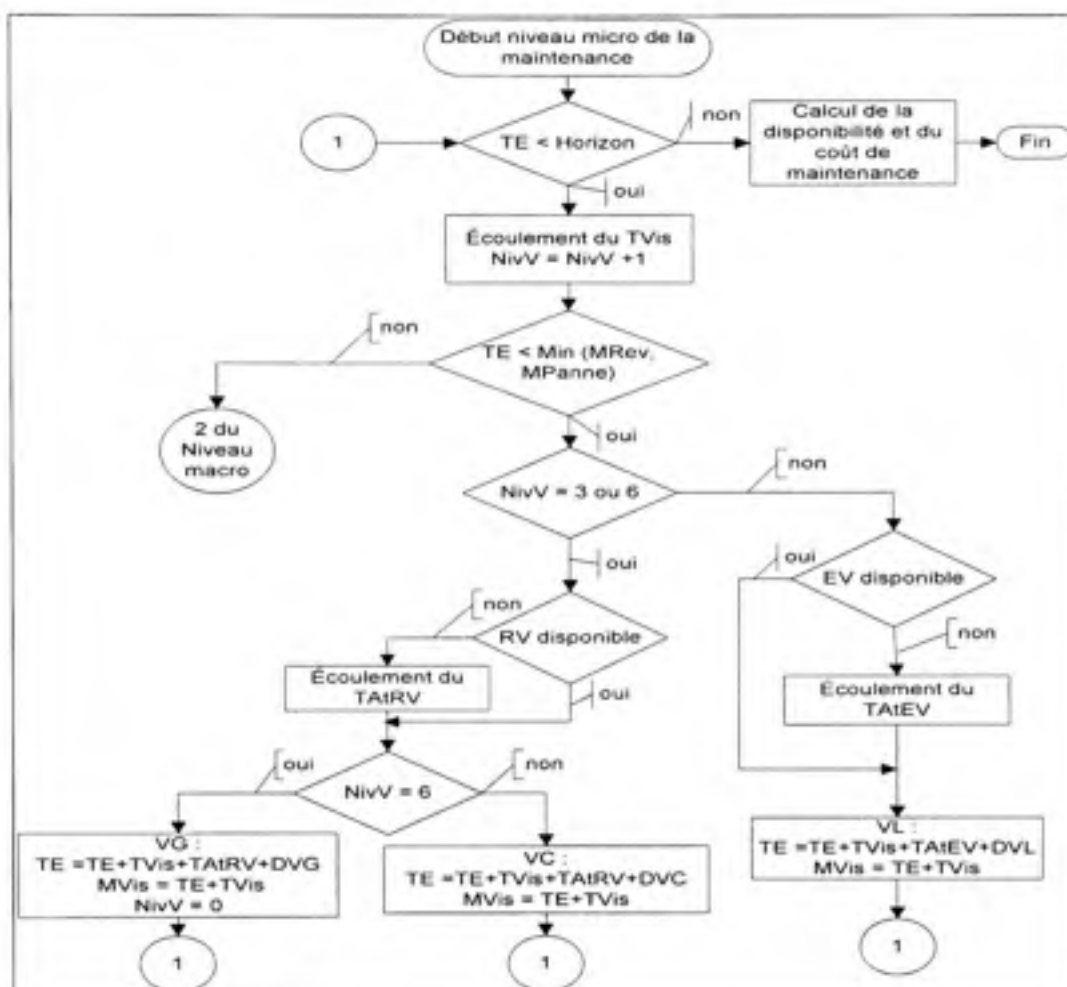 Début niveau micro de la
maintenance
1
TE < Horizon
non
Calcul de la
disponibilité et du
coût de
maintenance
Fin
oui
Écoulement du TVis
NivV = NivV +1
non
TE < Min (MRev,
MPanne)
2 du
Niveau
macro
oui
non
NivV = 3 ou 6
oui
oui
EV disponible
non
RV disponible
non
Écoulement du
TAtRV
oui
Écoulement du
TAtEV
oui
non
NivV = 6
VG :
TE =TE+TVis+TAtRV+DVG
MVis = TE+TVis
NivV = 0
VC :
TE =TE+TVis+TAtRV+DVC
MVis = TE+TVis
VL :
TE =TE+TVis+TAtEV+DVL
MVis = TE+TVis
1
1
1